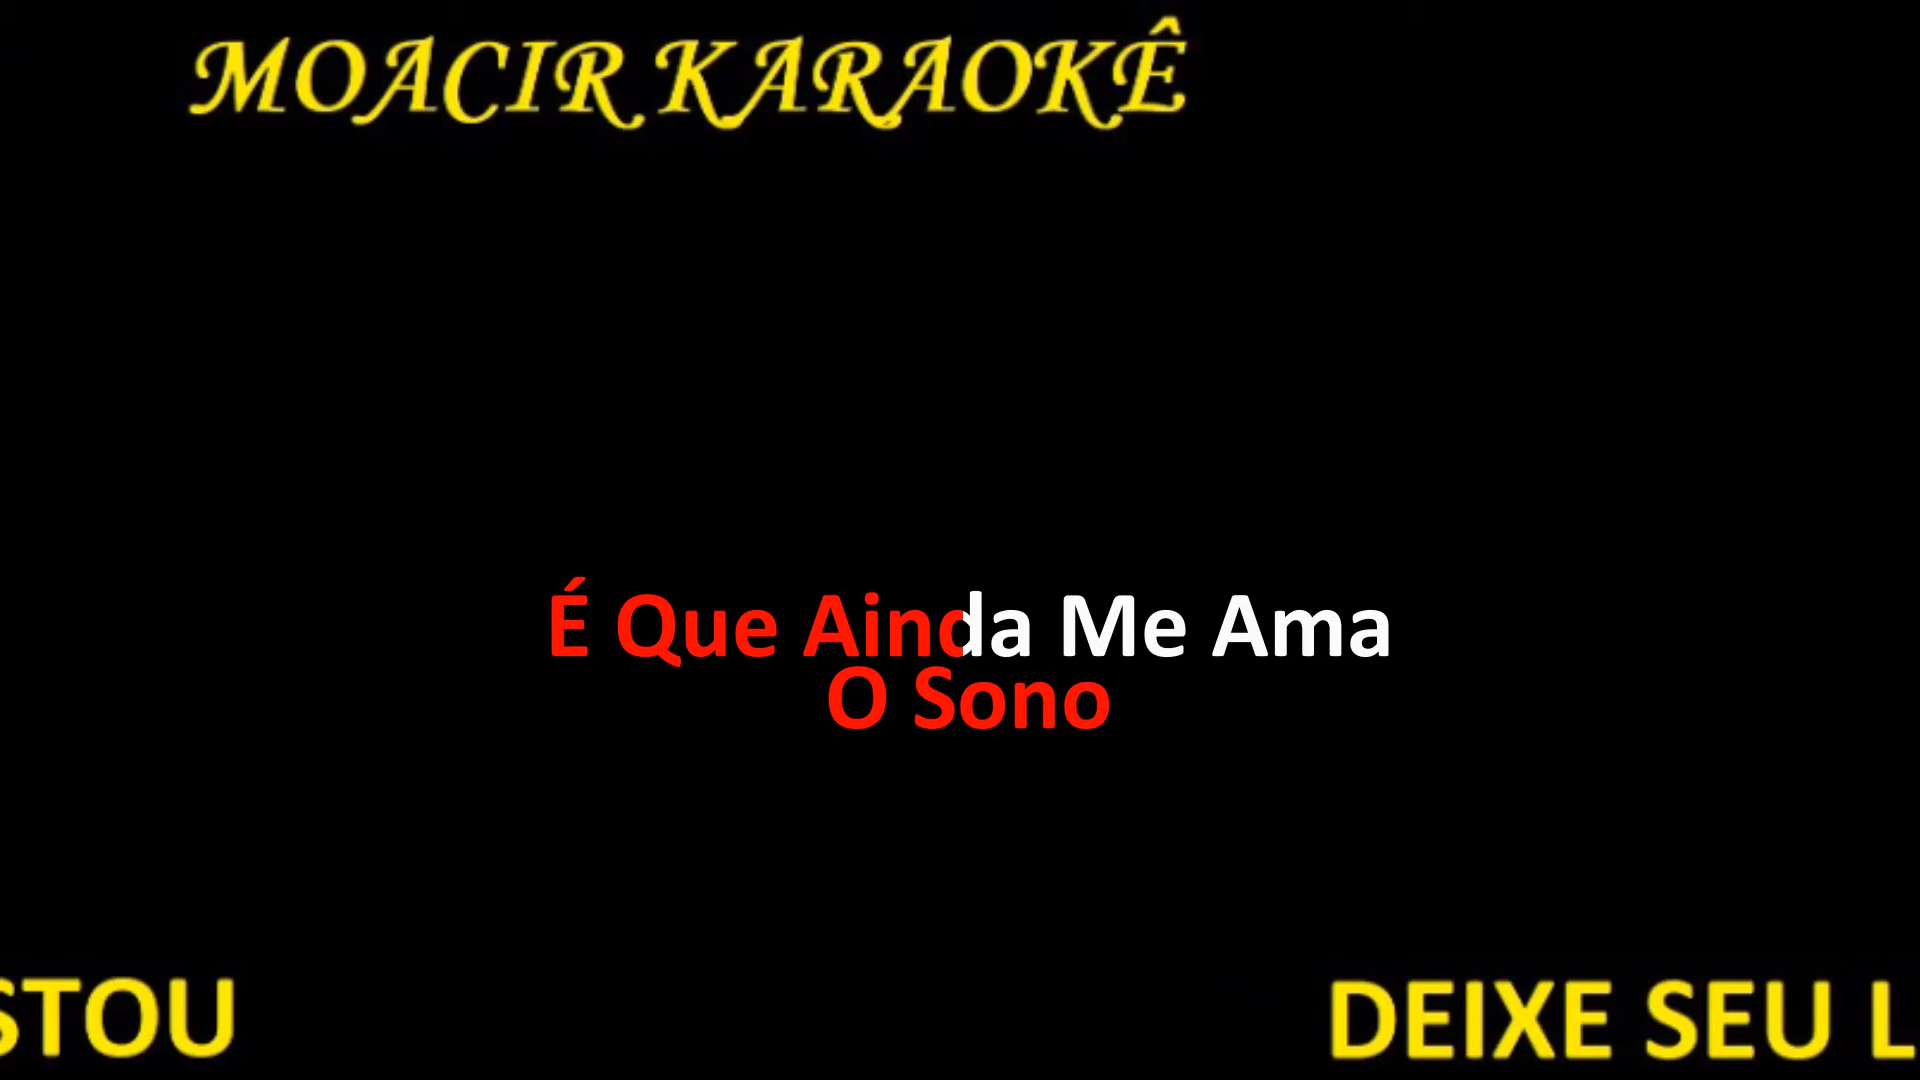 MOACIR KARAOKÊ
É Que Ainda Me Ama
O Sono
STOU
DEIXE SEU L